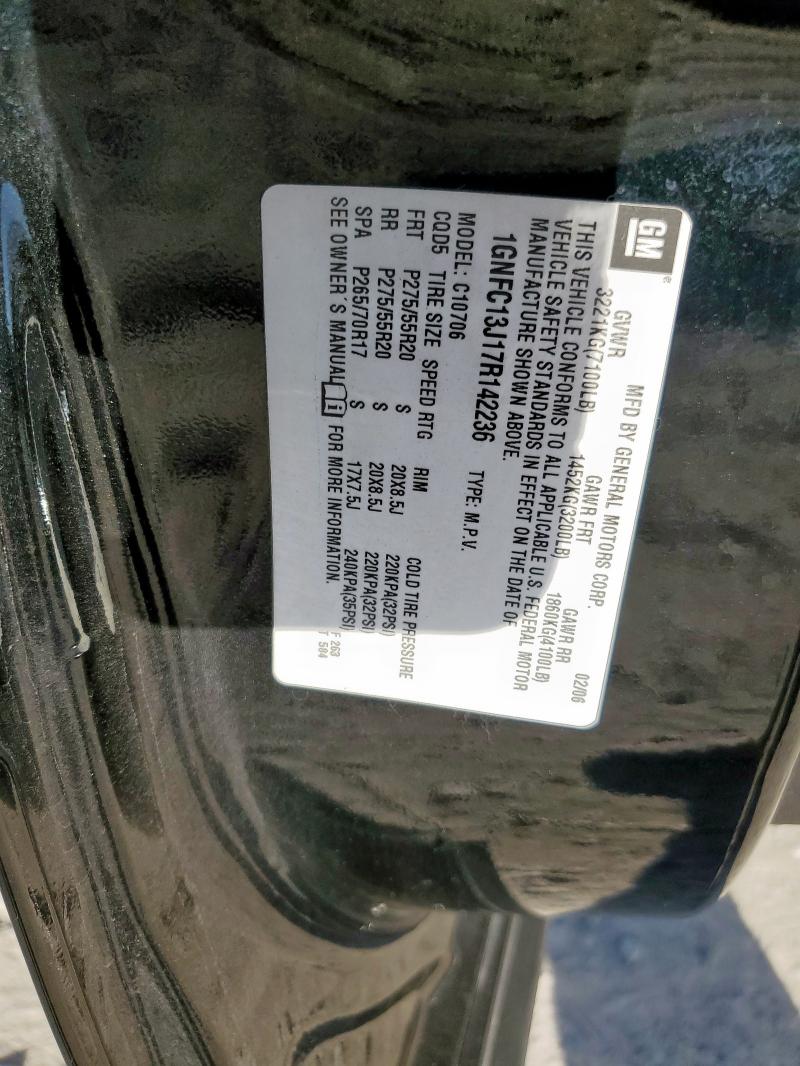 GM ®
MFD BY GENERAL MOTORS CORP 02/06
GVWR GAWR FRT GAWR RR
3221KG(7100LB) 1452KG(3200LB) 1860KG(4100LB)
THIS VEHICLE CONFORMS TO ALL APPLICABLE U.S. FEDERAL MOTOR
VEHICLE SAFETY STANDARDS IN EFFECT ON THE DATE OF
MANUFACTURE SHOWN ABOVE.
1GNFC13J17R142236 TYPE: M.P.V.
MODEL: C10706
CQD5 TIRE SIZE SPEED RTG RIM COLD TIRE PRESSURE
FRT P275/55R20 S 20X8.5J 220KPA(32PSI)
RR P275/55R20 S 20X8.5J 220KPA(32PSI)
SPA P265/70R17 S 17X7.5J 240KPA(35PSI)
SEE OWNER'S MANUAL FOR MORE INFORMATION.
F 263
T 584